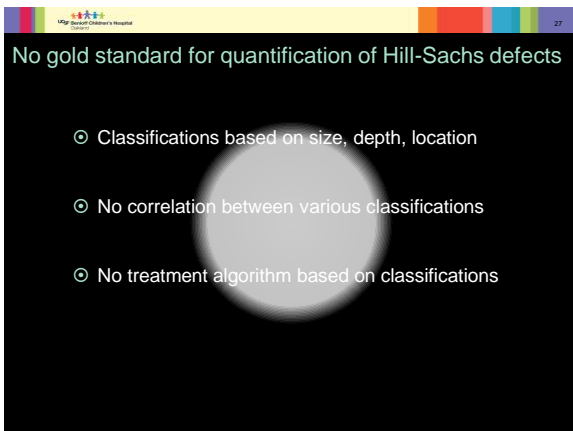 UCSF Benioff Children's Hospital
Oakland
27
No gold standard for quantification of Hill-Sachs defects
Classifications based on size, depth, location
No correlation between various classifications
No treatment algorithm based on classifications